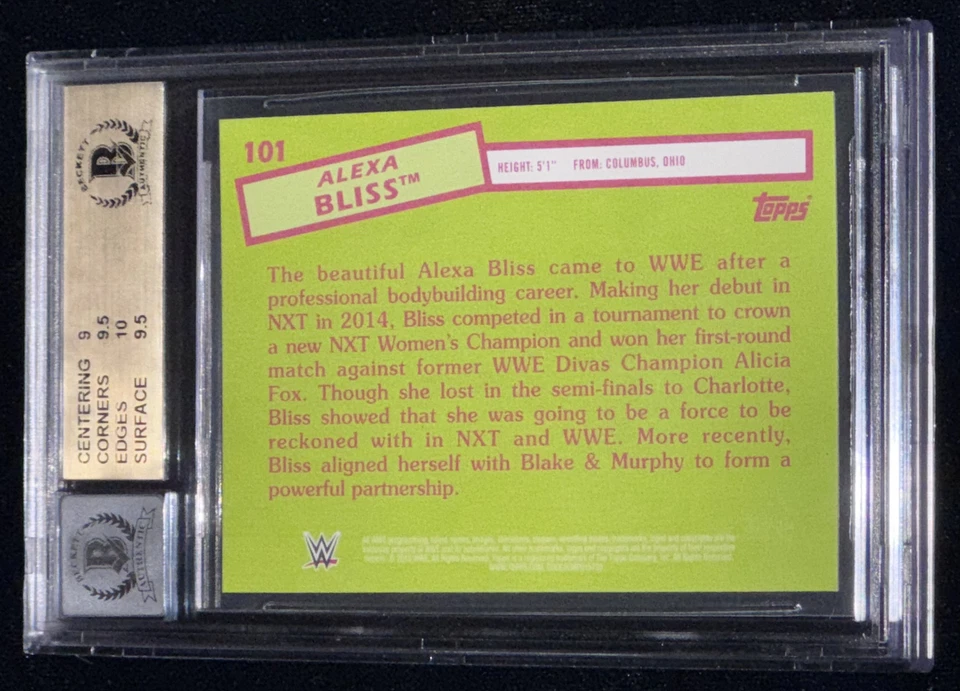 BECKETT
B
AUTHENTIC
CENTERING 9
CORNERS 9.5
EDGES 10
SURFACE 9.5
BECKETT
B
AUTHENTIC
101
ALEXA
BLISS™
HEIGHT: 5'1" FROM: COLUMBUS, OHIO
topps®
The beautiful Alexa Bliss came to WWE after a
professional bodybuilding career. Making her debut in
NXT in 2014, Bliss competed in a tournament to crown
a new NXT Women's Champion and won her first-round
match against former WWE Divas Champion Alicia
Fox. Though she lost in the semi-finals to Charlotte,
Bliss showed that she was going to be a force to be
reckoned with in NXT and WWE. More recently,
Bliss aligned herself with Blake & Murphy to form a
powerful partnership.
W